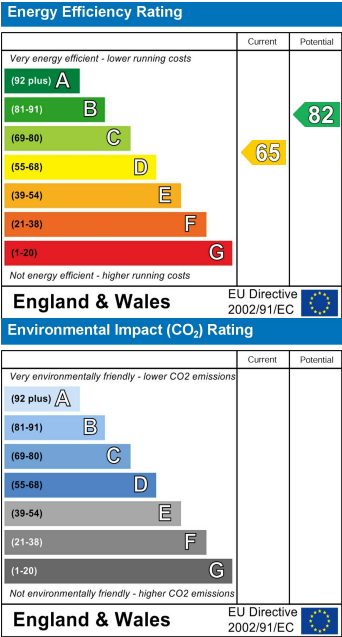 Energy Efficiency Rating
Current Potential
Very energy efficient - lower running costs
(92 plus) A
(81-91) B
82
(69-80) C
65
(55-68) D
(39-54) E
(21-38) F
(1-20) G
Not energy efficient - higher running costs
England & Wales
EU Directive
2002/91/EC
Environmental Impact (CO₂) Rating
Current Potential
Very environmentally friendly - lower CO2 emissions
(92 plus) A
(81-91) B
(69-80) C
(55-68) D
(39-54) E
(21-38) F
(1-20) G
Not environmentally friendly - higher CO2 emissions
England & Wales
EU Directive
2002/91/EC